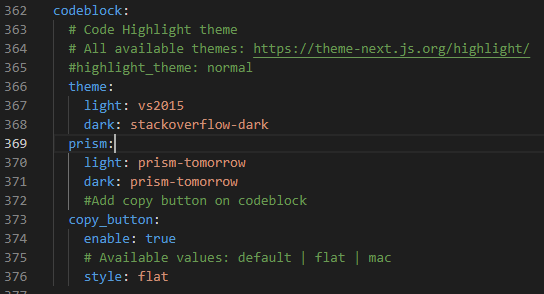 362 codeblock:
363 # Code Highlight theme
364 # All available themes: https://theme-next.js.org/highlight/
365 #highlight_theme: normal
366 theme:
367 light: vs2015
368 dark: stackoverflow-dark
369 prism:
370 light: prism-tomorrow
371 dark: prism-tomorrow
372 #Add copy button on codeblock
373 copy_button:
374 enable: true
375 # Available values: default | flat | mac
376 style: flat